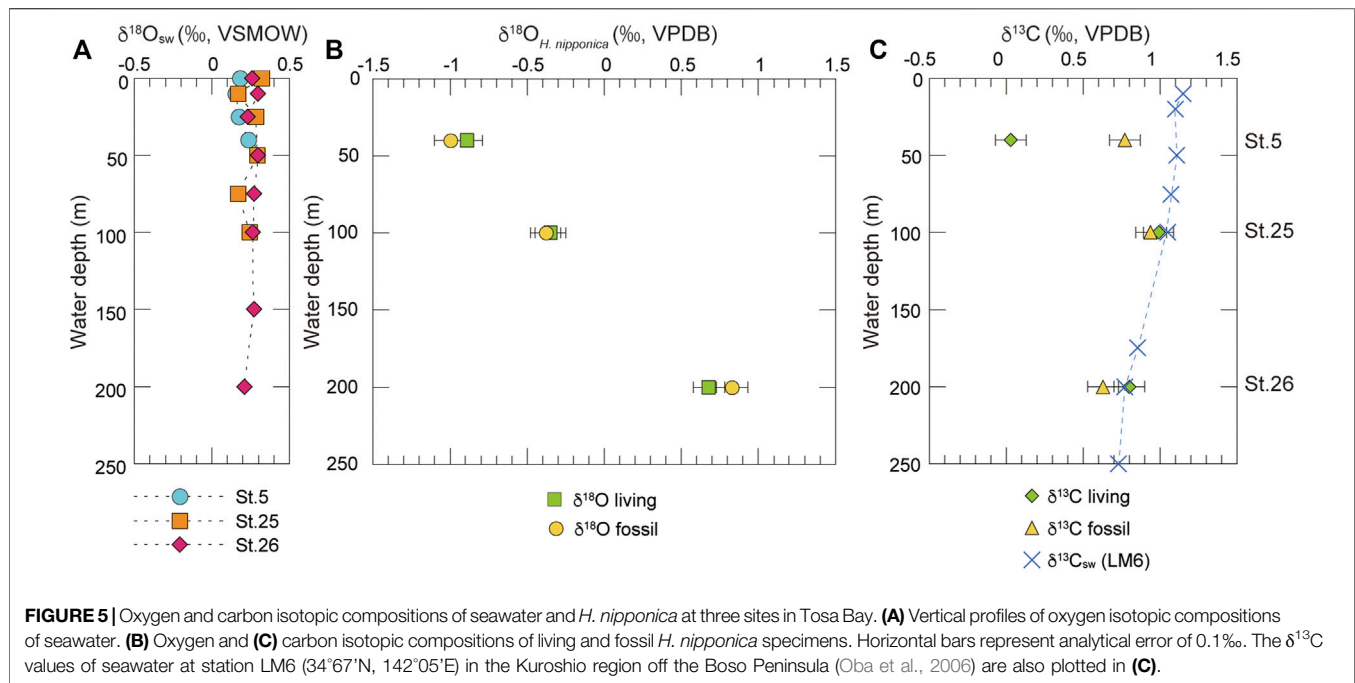 A
δ¹⁸Osw (‰, VSMOW)
-0.5 0 0.5
0
50
100
150
200
250
Water depth (m)
St.5
St.25
St.26
B
δ¹⁸O H. nipponica (‰, VPDB)
-1.5 -1 -0.5 0 0.5 1 1.5
0
50
100
150
200
250
Water depth (m)
δ¹⁸O living
δ¹⁸O fossil
C
δ¹³C (‰, VPDB)
-0.5 0 0.5 1 1.5
0
50
100
150
200
250
Water depth (m)
St.5
St.25
St.26
δ¹³C living
δ¹³C fossil
δ¹³Csw (LM6)
FIGURE 5 | Oxygen and carbon isotopic compositions of seawater and H. nipponica at three sites in Tosa Bay. (A) Vertical profiles of oxygen isotopic compositions
of seawater. (B) Oxygen and (C) carbon isotopic compositions of living and fossil H. nipponica specimens. Horizontal bars represent analytical error of 0.1‰. The δ¹³C
values of seawater at station LM6 (34°67'N, 142°05'E) in the Kuroshio region off the Boso Peninsula (Oba et al., 2006) are also plotted in (C).